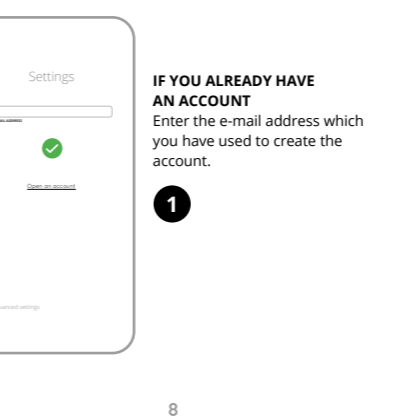 Settings
Open an account
IF YOU ALREADY HAVE
AN ACCOUNT
Enter the e-mail address which
you have used to create the
account.
1
8